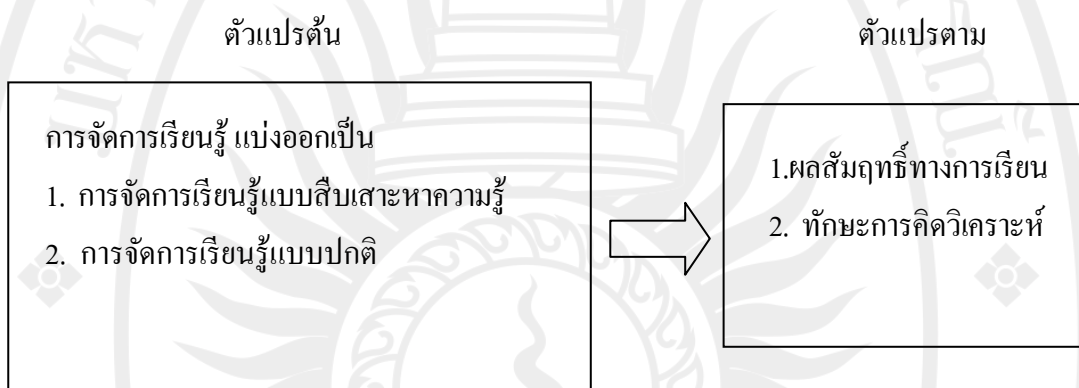 ตัวแปรต้น
ตัวแปรตาม
การจัดการเรียนรู้ แบ่งออกเป็น
1. การจัดการเรียนรู้แบบสืบเสาะหาความรู้
2. การจัดการเรียนรู้แบบปกติ
1.ผลสัมฤทธิ์ทางการเรียน
2. ทักษะการคิดวิเคราะห์